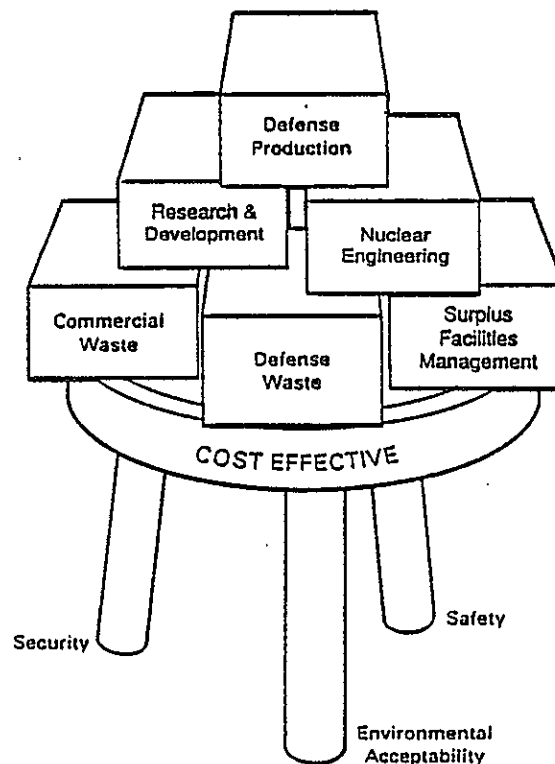 Defense
Production
Research &
Development
Nuclear
Engineering
Commercial
Waste
Defense
Waste
Surplus
Facilities
Management
COST EFFECTIVE
Security
Safety
Environmental
Acceptability